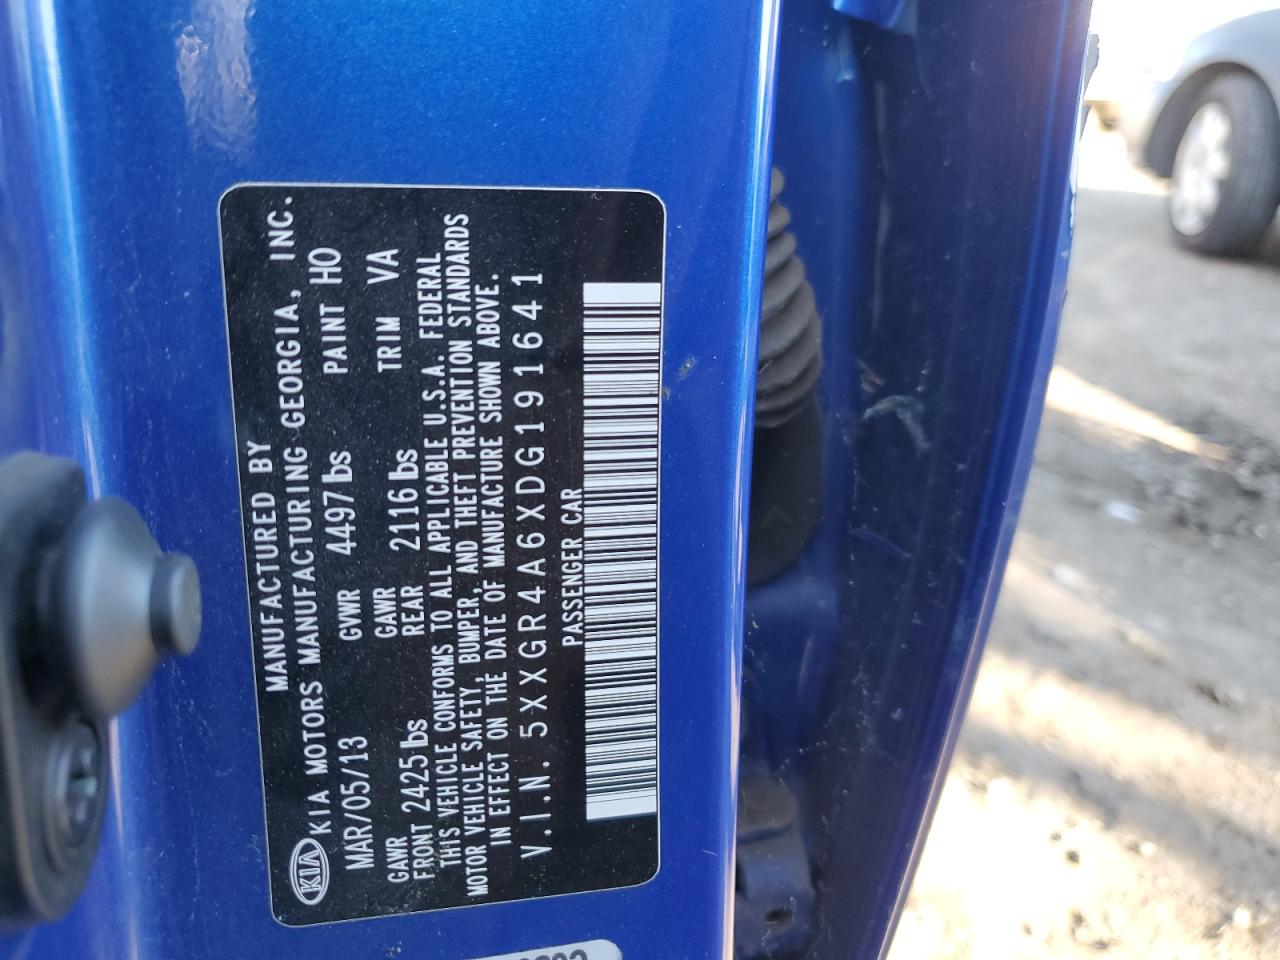 MANUFACTURED BY
KIA KIA MOTORS MANUFACTURING GEORGIA, INC.
MAR/05/13 GVWR 4497 lbs PAINT HO
GAWR FRONT 2425 lbs GAWR REAR 2116 lbs TRIM VA
THIS VEHICLE CONFORMS TO ALL APPLICABLE U.S.A. FEDERAL
MOTOR VEHICLE SAFETY, BUMPER, AND THEFT PREVENTION STANDARDS
IN EFFECT ON THE DATE OF MANUFACTURE SHOWN ABOVE.
V.I.N. 5XXGR4A6XDG191641
PASSENGER CAR